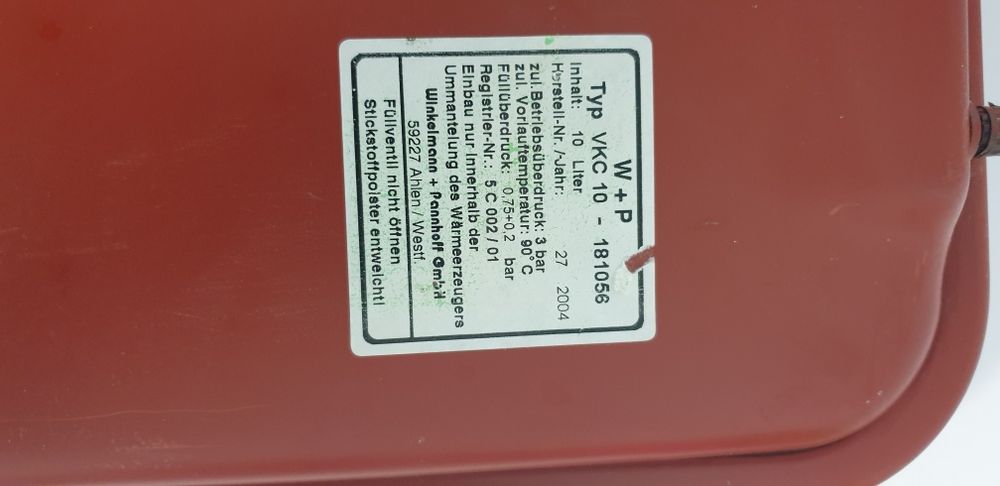 W + P
Typ VKC 10 - 181056
Inhalt: 10 Liter
Herstell-Nr./-Jahr: 27 2004
zul. Betriebsüberdruck: 3 bar
zul. Vorlauftemperatur: 90°C
Füllüberdruck: 0,75+0,2 bar
Registrier-Nr.: 5 C 002 / 01
Einbau nur innerhalb der
Ummantelung des Wärmeerzeugers
Winkelmann + Pannhoff GmbH
59227 Ahlen / Westf.
Füllventil nicht öffnen
Stickstoffpolster entweicht!